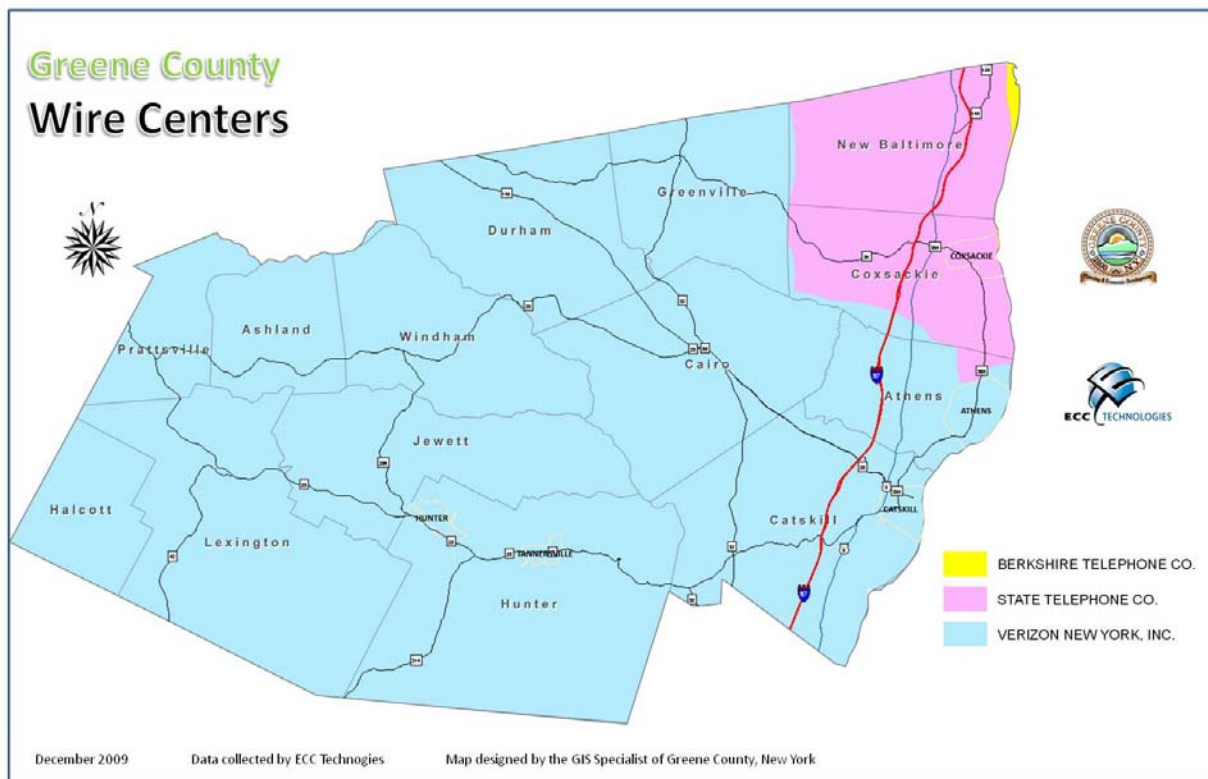 Greene County
Wire Centers
N
New Baltimore
Greenville
Durham
COXSACKIE
Coxsackie
Ashland
Windham
Prattsville
Cairo
Athens
ATHENS
ECC TECHNOLOGIES
Jewett
Halcott
Lexington
HUNTER
Catskill
CATSKILL
TANNERSVILLE
Hunter
BERKSHIRE TELEPHONE CO.
STATE TELEPHONE CO.
VERIZON NEW YORK, INC.
December 2009 Data collected by ECC Technogies Map designed by the GIS Specialist of Greene County, New York